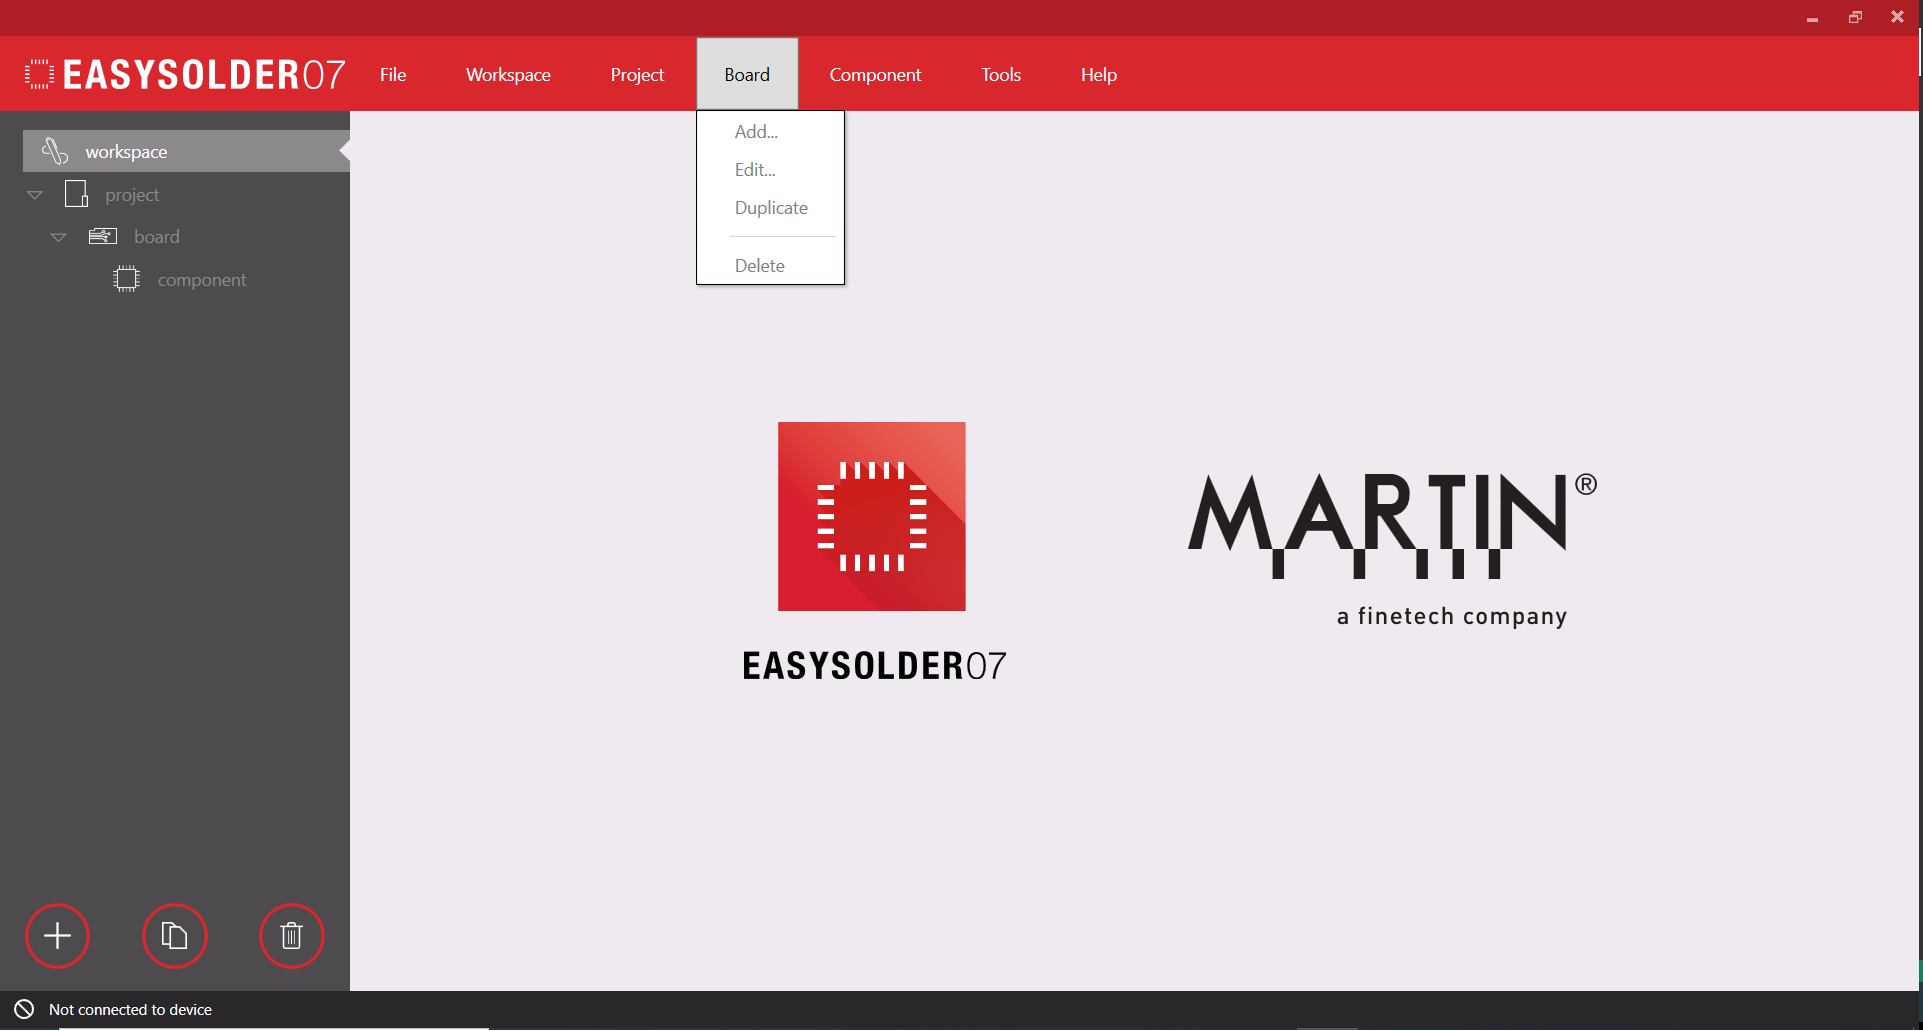 EASYSOLDER07 File Workspace Project Board Component Tools Help
Add...
Edit...
Duplicate
Delete
workspace
project
board
component
EASYSOLDER07
MARTIN®
a finetech company
Not connected to device